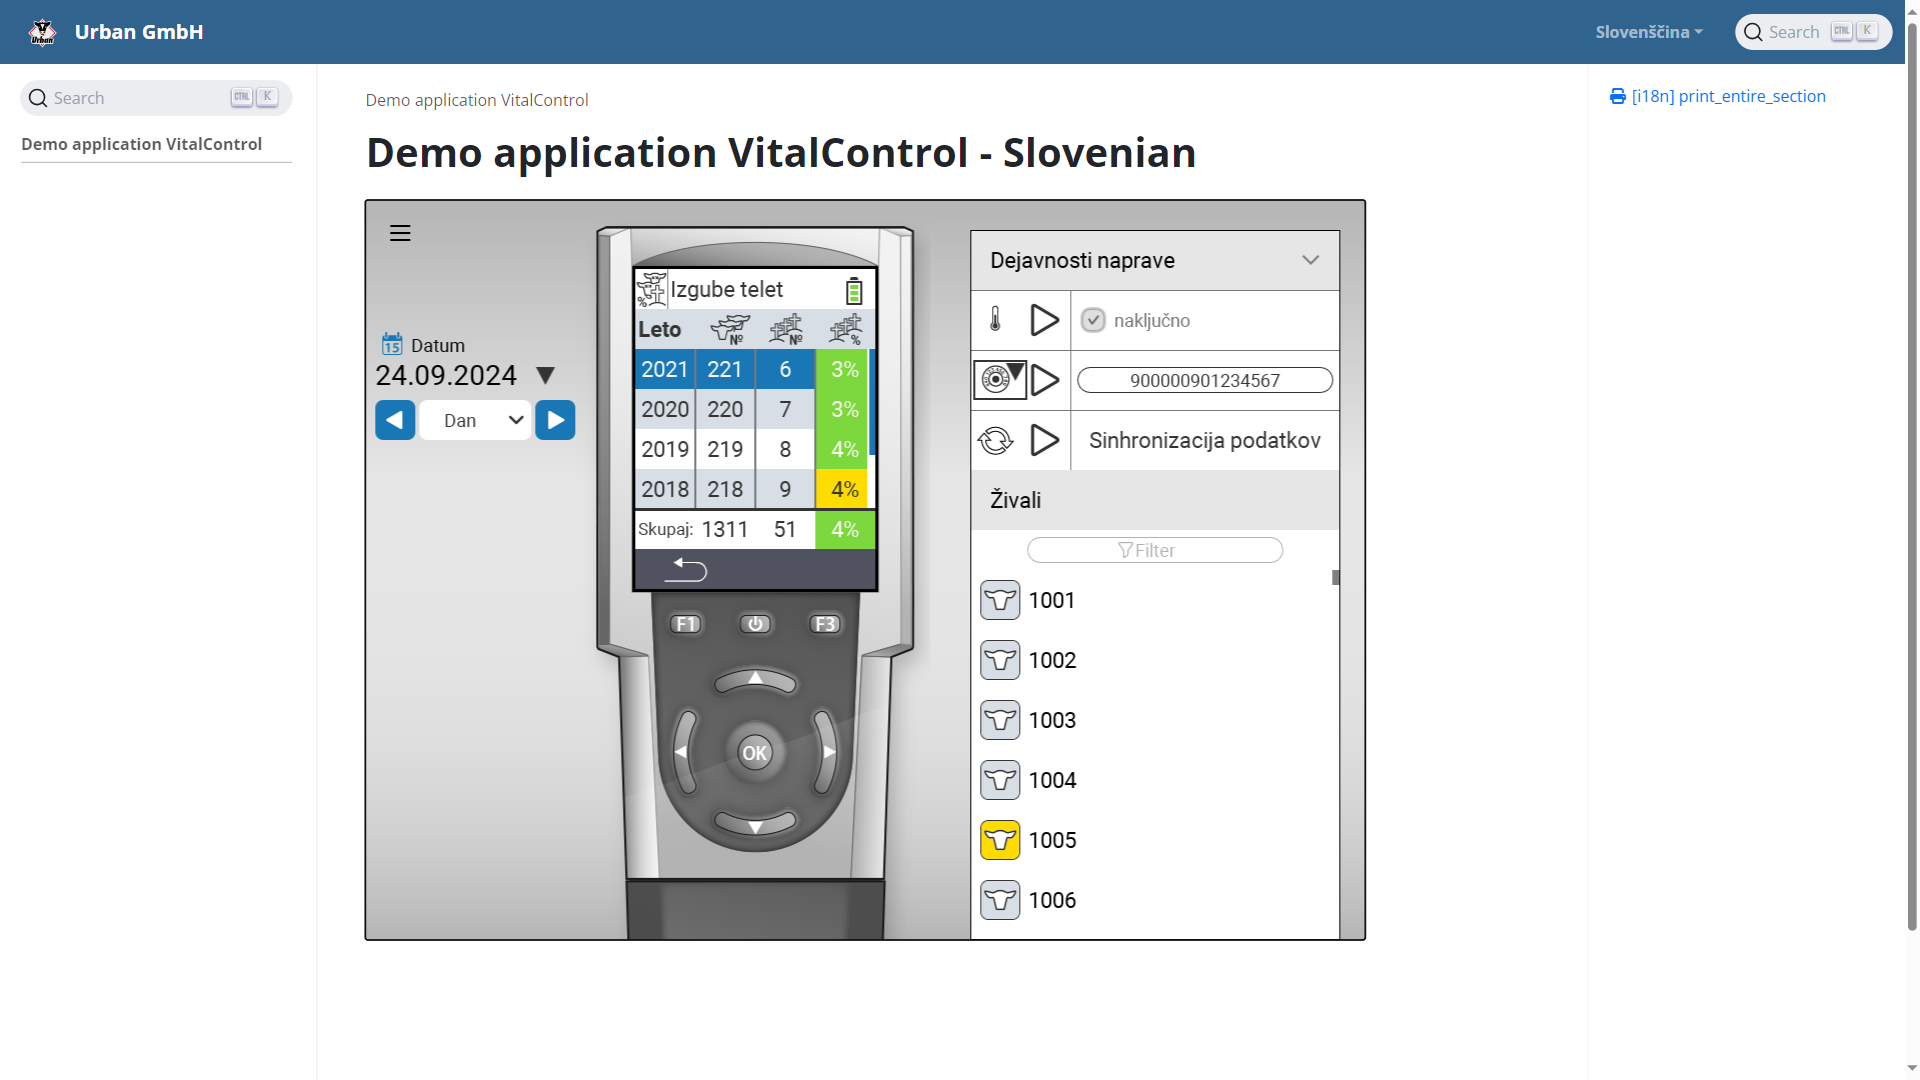 Urban GmbH
Slovenščina
Search CTRL K
Search CTRL K
Demo application VitalControl
Demo application VitalControl
Demo application VitalControl - Slovenian
[i18n] print_entire_section
15 Datum
24.09.2024
Dan
% Izgube telet
Leto Nº Nº %
2021 221 6 3%
2020 220 7 3%
2019 219 8 4%
2018 218 9 4%
Skupaj: 1311 51 4%
F1 F3
OK
Dejavnosti naprave
naključno
900000901234567
Sinhronizacija podatkov
Živali
Filter
1001
1002
1003
1004
1005
1006